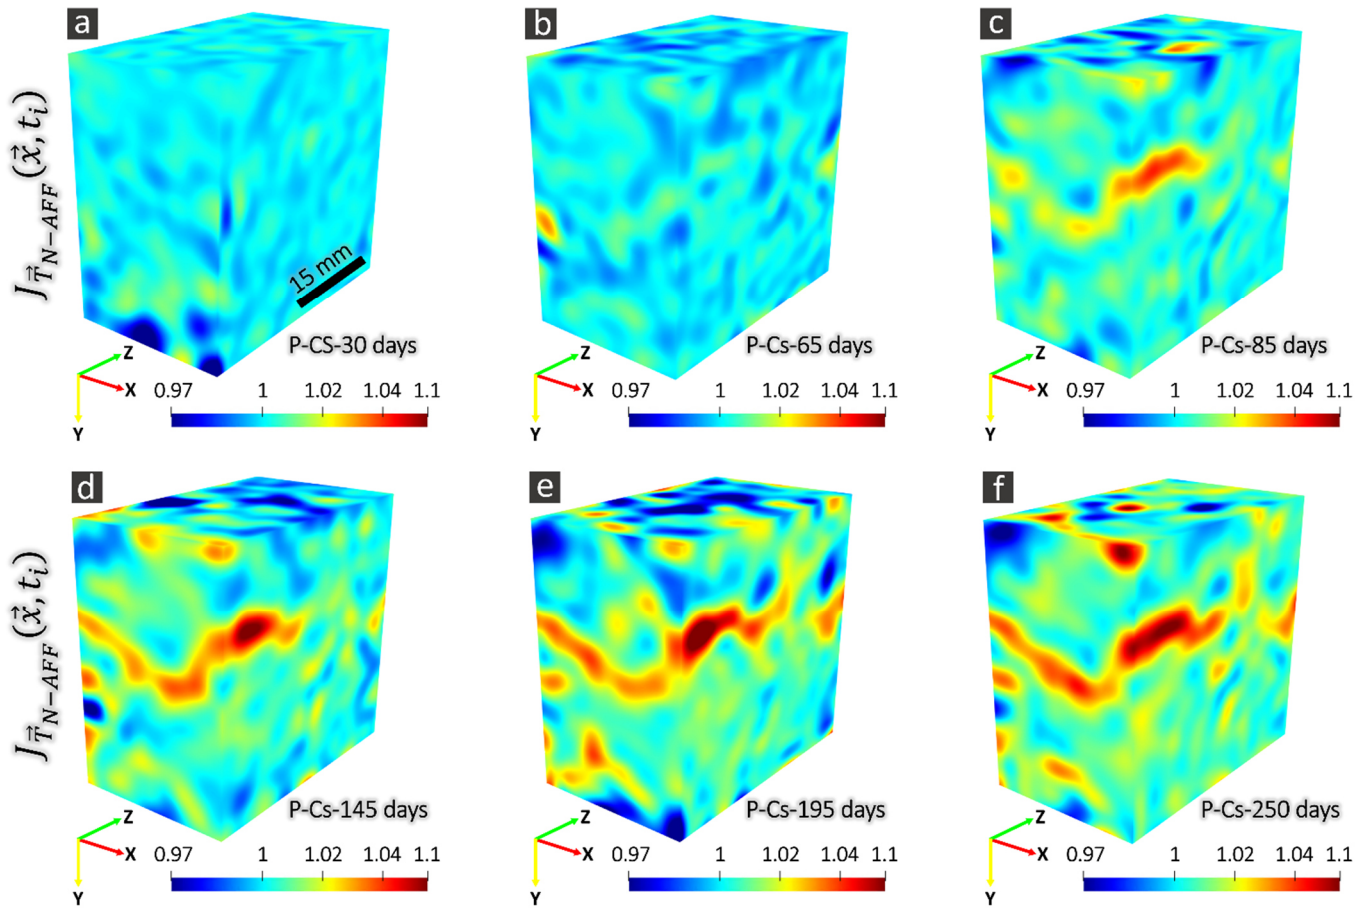 a
b
c
J_{\vec{T}_{N-AFF}}(\vec{x}, t_i)
15 mm
P-CS-30 days
P-Cs-65 days
P-Cs-85 days
Z
X
Y
0.97 1 1.02 1.04 1.1
Z
X
Y
0.97 1 1.02 1.04 1.1
Z
X
Y
0.97 1 1.02 1.04 1.1
d
e
f
J_{\vec{T}_{N-AFF}}(\vec{x}, t_i)
P-Cs-145 days
P-Cs-195 days
P-Cs-250 days
Z
X
Y
0.97 1 1.02 1.04 1.1
Z
X
Y
0.97 1 1.02 1.04 1.1
Z
X
Y
0.97 1 1.02 1.04 1.1